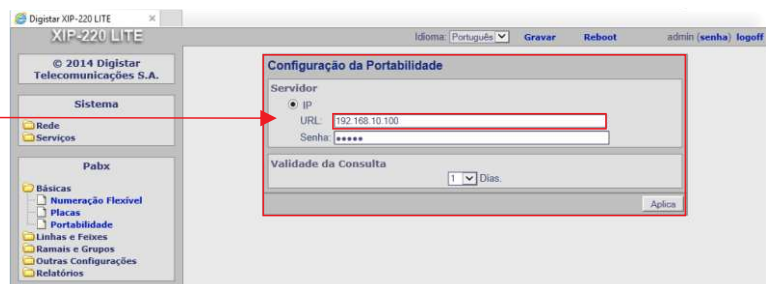 Digistar XIP-220 LITE ×
XIP-220 LITE
Idioma: Português Gravar Reboot admin (senha) logoff
© 2014 Digistar
Telecomunicações S.A.
Sistema
Rede
Serviços
Pabx
Básicas
Numeração Flexível
Placas
Portabilidade
Linhas e Feixes
Ramais e Grupos
Outras Configurações
Relatórios
Configuração da Portabilidade
Servidor
IP
URL: 192.168.10.100
Senha: •••••
Validade da Consulta
1 Dias.
Aplica